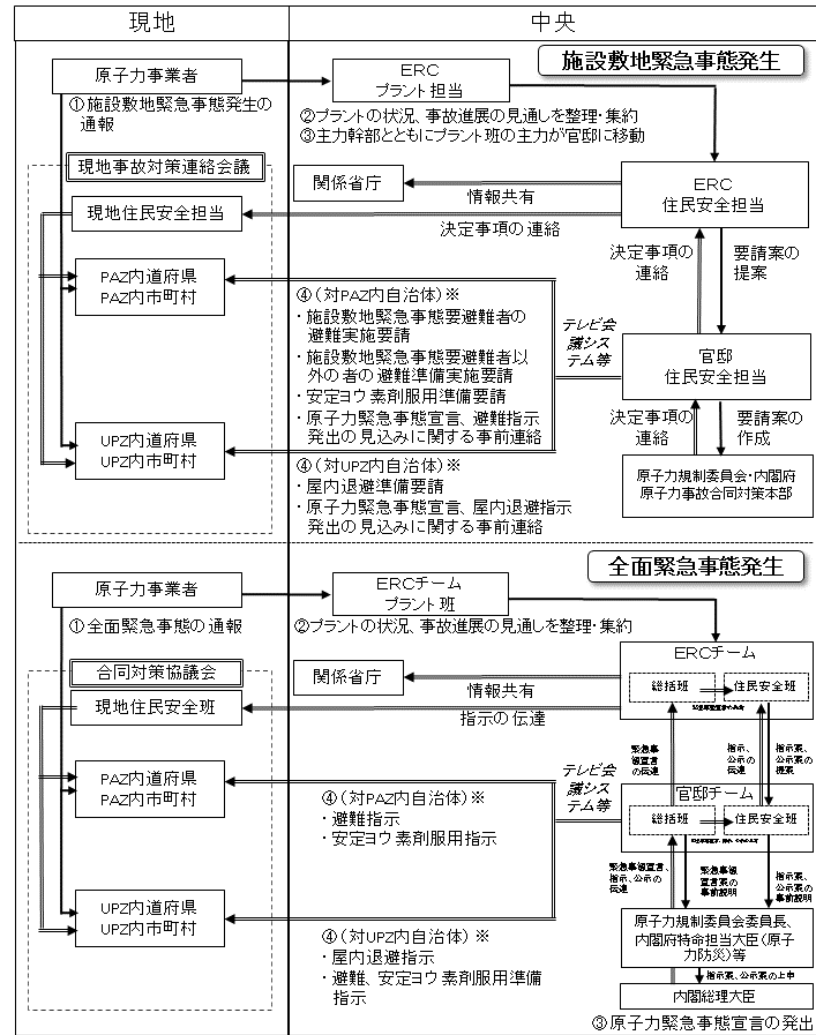 現地
中央
施設敷地緊急事態発生
原子力事業者
①施設敷地緊急事態発生の
通報
ERC
プラント担当
②プラントの状況、事故進展の見通しを整理・集約
③主力幹部とともにプラント班の主力が官邸に移動
現地事故対策連絡会議
関係省庁
情報共有
ERC
住民安全担当
現地住民安全担当
決定事項の連絡
決定事項の
連絡
要請案の
提案
PAZ内道府県
PAZ内市町村
④(対PAZ内自治体)※
・施設敷地緊急事態要避難者の
避難実施要請
・施設敷地緊急事態要避難者以
外の者の避難準備実施要請
・安定ヨウ素剤服用準備要請
・原子力緊急事態宣言、避難指示
発出の見込みに関する事前連絡
テレビ会
議シス
テム等
官邸
住民安全担当
決定事項の
連絡
要請案の
作成
UPZ内道府県
UPZ内市町村
④(対UPZ内自治体)※
・屋内退避準備要請
・原子力緊急事態宣言、屋内退避指示
発出の見込みに関する事前連絡
原子力規制委員会・内閣府
原子力事故合同対策本部
全面緊急事態発生
原子力事業者
①全面緊急事態の通報
ERCチーム
プラント班
②プラントの状況、事故進展の見通しを整理・集約
合同対策協議会
関係省庁
情報共有
ERCチーム
総括班
住民安全班
現地住民安全班
指示の伝達
緊急事
態宣言
の伝達
指示、
公示の
伝達
指示案、
公示案の
提案
PAZ内道府県
PAZ内市町村
④(対PAZ内自治体)※
・避難指示
・安定ヨウ素剤服用指示
テレビ会
議シス
テム等
官邸チーム
総括班
住民安全班
緊急事態宣言、
指示、公示の
伝達
緊急事態
宣言案の
事前説明
指示案、
公示案の
事前説明
UPZ内道府県
UPZ内市町村
④(対UPZ内自治体)※
・屋内退避指示
・避難、安定ヨウ素剤服用準備
指示
原子力規制委員会委員長、
内閣府特命担当大臣(原子
力防災)等
指示案、公示案の上申
内閣総理大臣
③原子力緊急事態宣言の発出